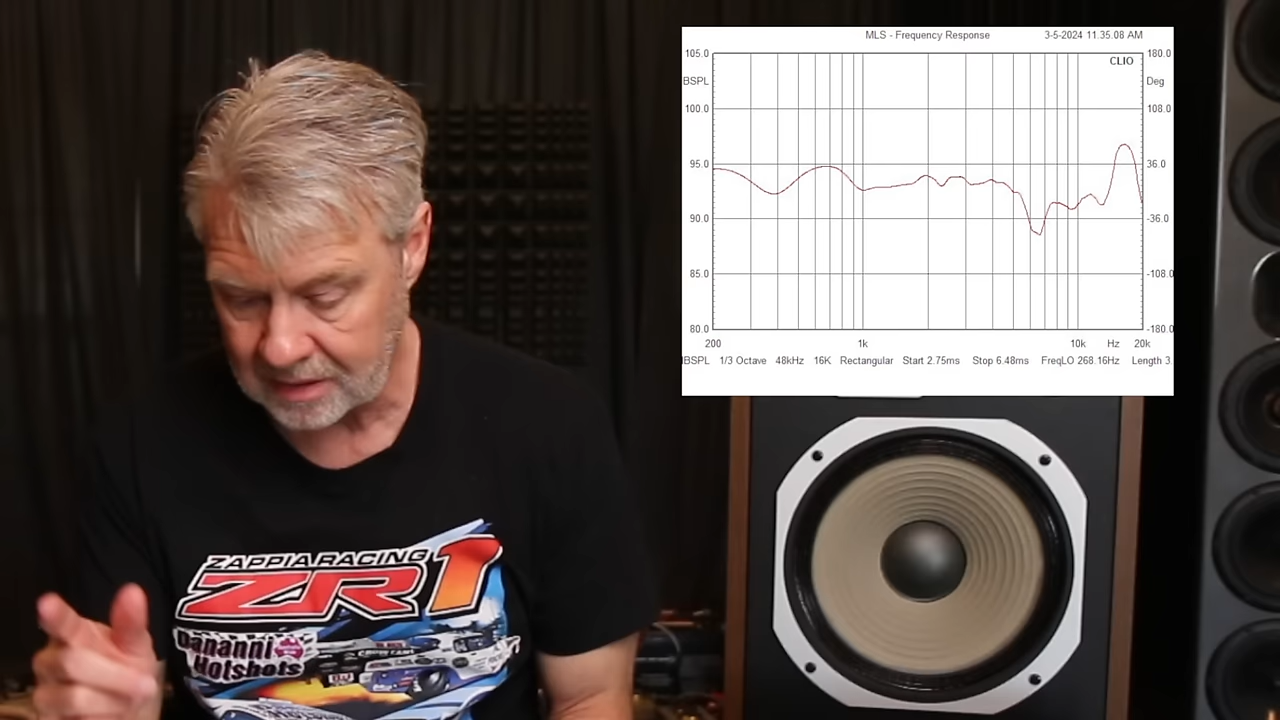 MLS - Frequency Response 3-5-2024 11.35.08 AM
105.0 180.0
CLIO
BSPL Deg
100.0 108.0
95.0 36.0
90.0 -36.0
85.0 -108.0
80.0 -180.0
200 1k 10k Hz 20k
BSPL 1/3 Octave 48kHz 16K Rectangular Start 2.75ms Stop 6.48ms FreqLO 268.16Hz Length 3.
ZAPPIA RACING
ZR1
Dananni
Hotshots